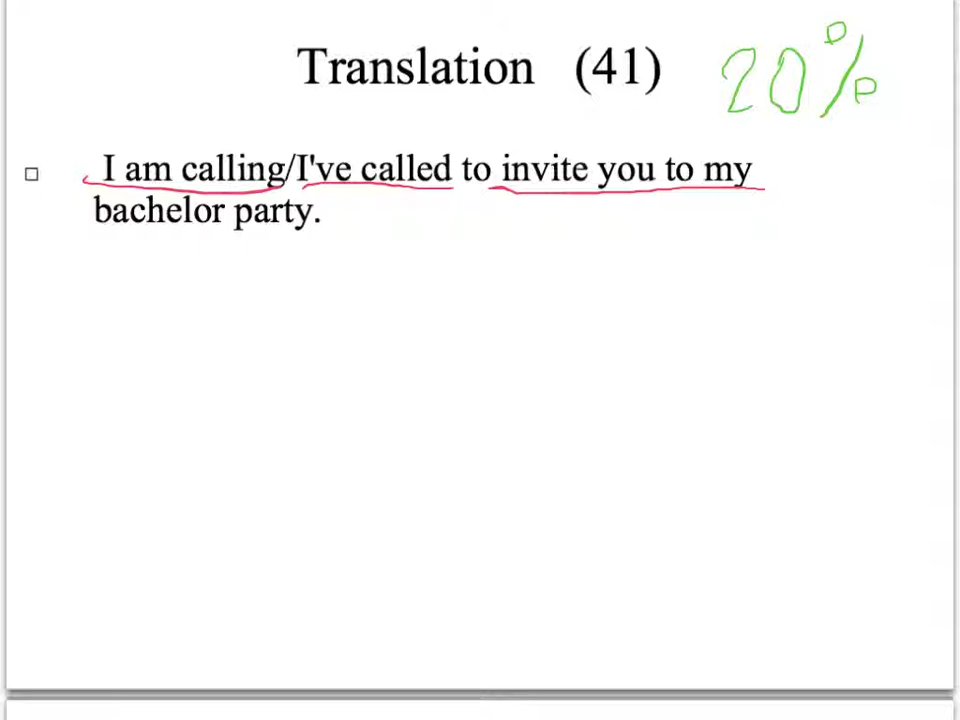 Translation (41) 20%
I am calling/I've called to invite you to my
bachelor party.